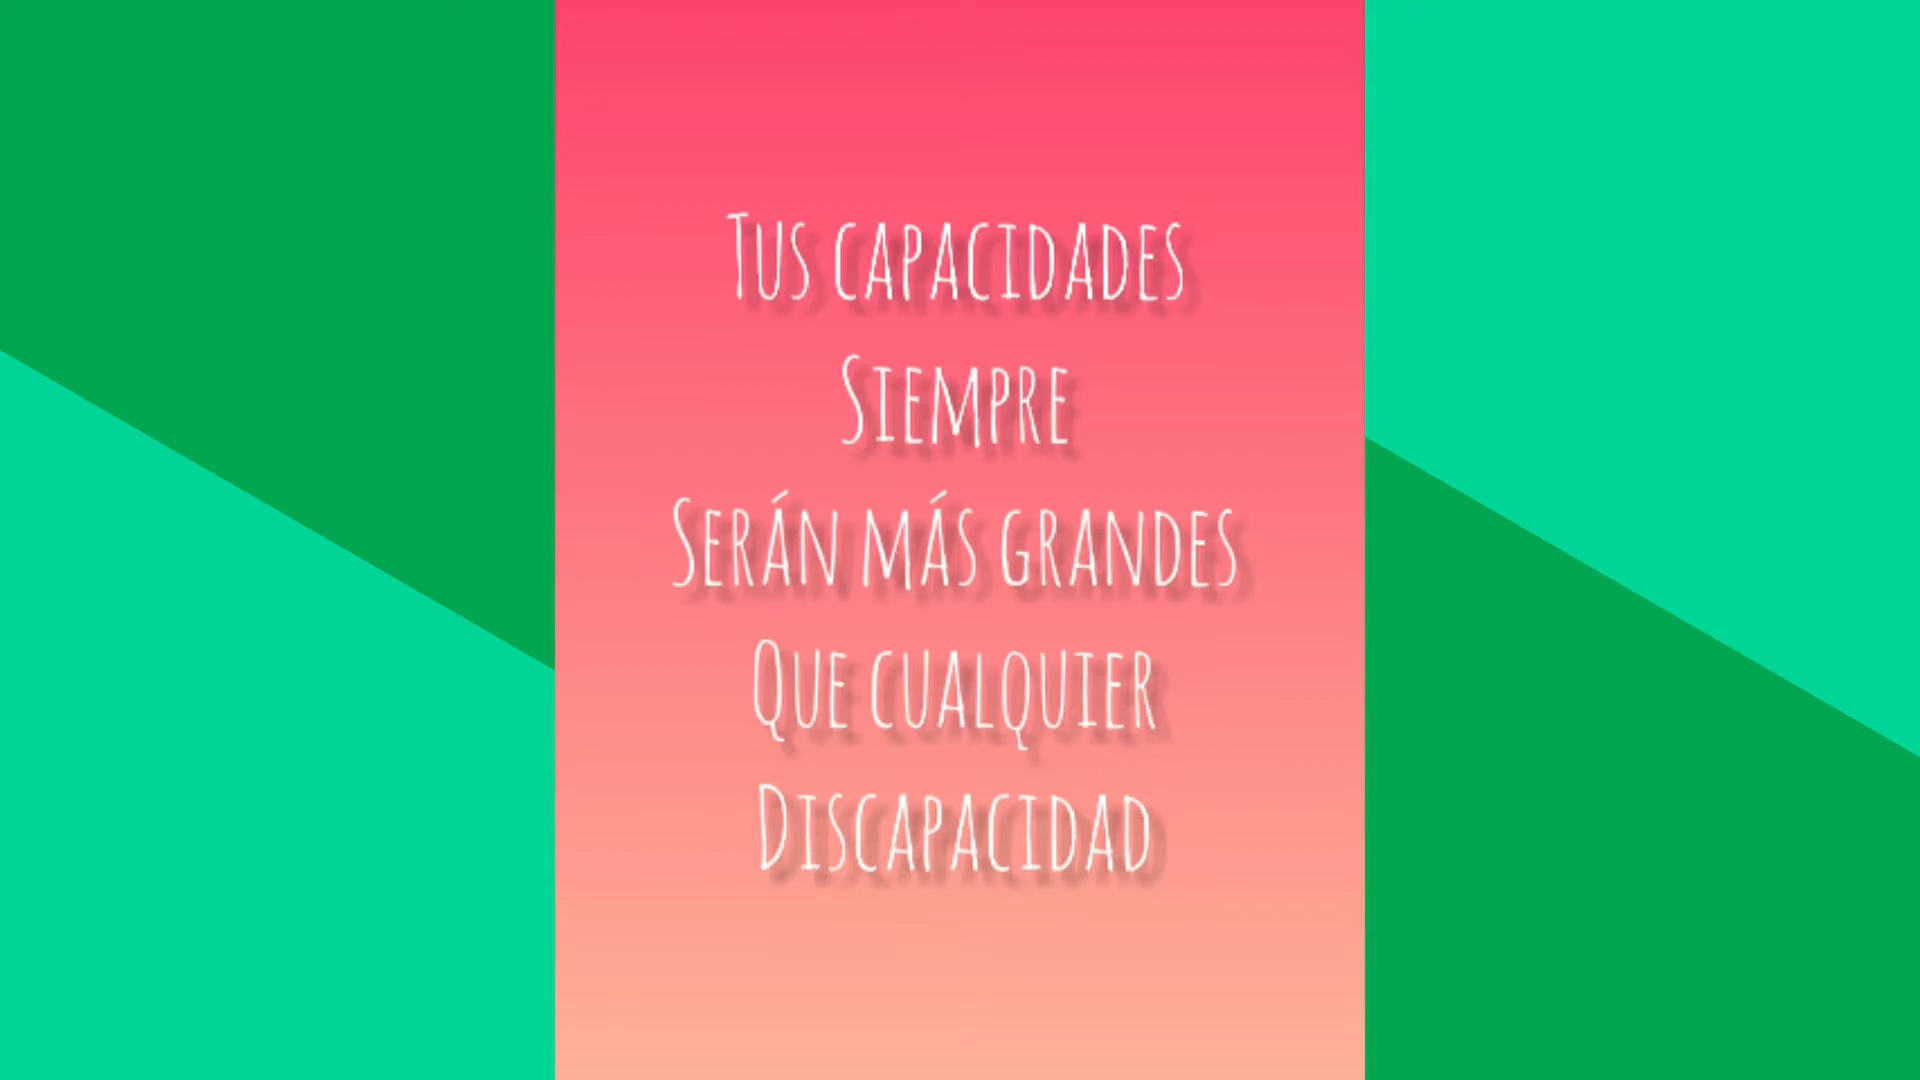 Tus capacidades
Siempre
Serán más grandes
Que cualquier
Discapacidad